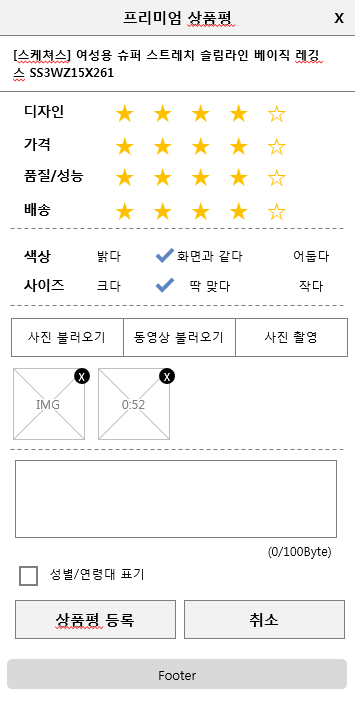 프리미엄 상품평 X
[스케쳐스] 여성용 슈퍼 스트레치 슬림라인 베이직 레깅
스 SS3WZ15X261
디자인 ★ ★ ★ ★ ☆
가격 ★ ★ ★ ★ ☆
품질/성능 ★ ★ ★ ★ ☆
배송 ★ ★ ★ ★ ☆
색상 밝다 화면과 같다 어둡다
사이즈 크다 딱 맞다 작다
사진 불러오기 동영상 불러오기 사진 촬영
X X
IMG 0:52
(0/100Byte)
성별/연령대 표기
상품평 등록 취소
Footer